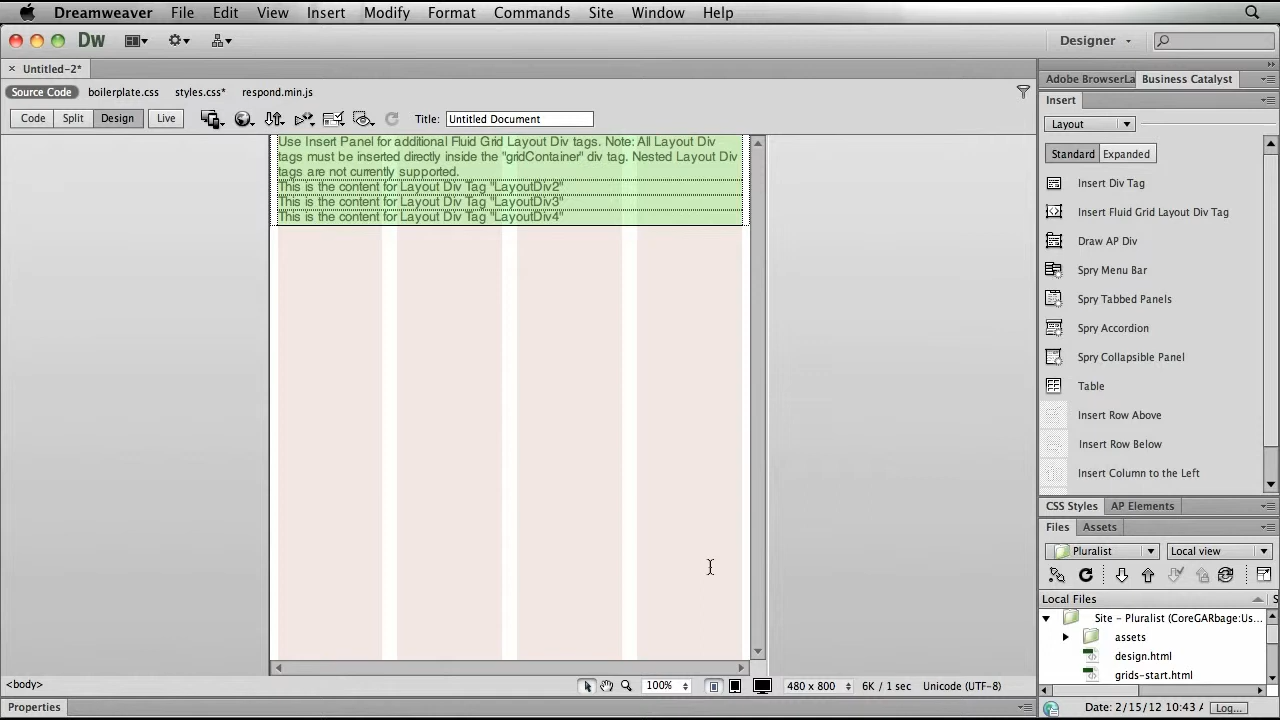 Dreamweaver File Edit View Insert Modify Format Commands Site Window Help
Dw Designer
× Untitled-2*
Source Code boilerplate.css styles.css* respond.min.js
Code Split Design Live Title: Untitled Document
Use Insert Panel for additional Fluid Grid Layout Div tags. Note: All Layout Div
tags must be inserted directly inside the "gridContainer" div tag. Nested Layout Div
tags are not currently supported.
This is the content for Layout Div Tag "LayoutDiv2"
This is the content for Layout Div Tag "LayoutDiv3"
This is the content for Layout Div Tag "LayoutDiv4"
Adobe BrowserLa Business Catalyst
Insert
Layout
Standard Expanded
Insert Div Tag
Insert Fluid Grid Layout Div Tag
Draw AP Div
Spry Menu Bar
Spry Tabbed Panels
Spry Accordion
Spry Collapsible Panel
Table
Insert Row Above
Insert Row Below
Insert Column to the Left
CSS Styles AP Elements
Files Assets
Pluralist Local view
Local Files S
Site - Pluralist (CoreGARbage:Us...
assets
design.html
grids-start.html
<body> 100% 480 x 800 6K / 1 sec Unicode (UTF-8)
Properties
Date: 2/15/12 10:43 A Log...